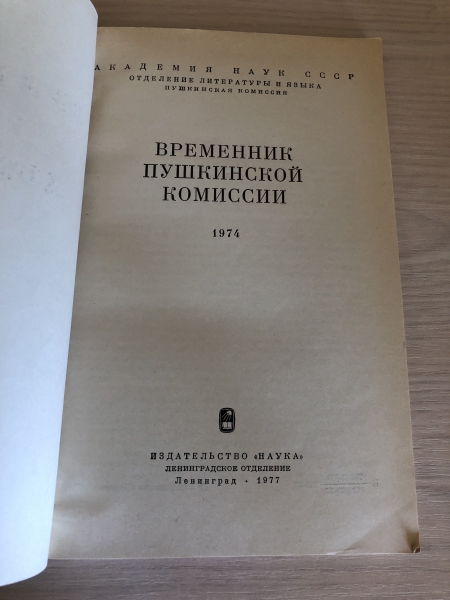 АКАДЕМИЯ НАУК СССР
ОТДЕЛЕНИЕ ЛИТЕРАТУРЫ И ЯЗЫКА
ПУШКИНСКАЯ КОМИССИЯ
ВРЕМЕННИК
ПУШКИНСКОЙ
КОМИССИИ
1974
ИЗДАТЕЛЬСТВО «НАУКА»
ЛЕНИНГРАДСКОЕ ОТДЕЛЕНИЕ
Ленинград · 1977